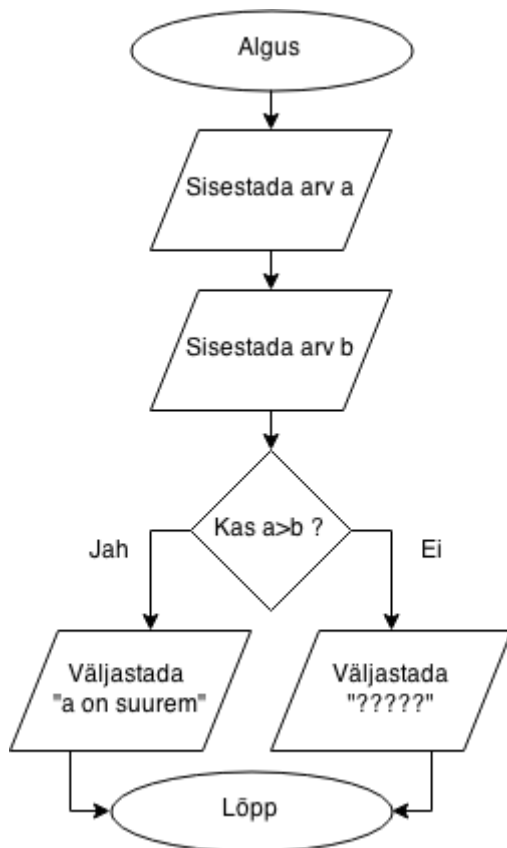 Algus
Sisestada arv a
Sisestada arv b
Kas a>b ?
Jah
Ei
Väljastada
"a on suurem"
Väljastada
"?????"
Lõpp